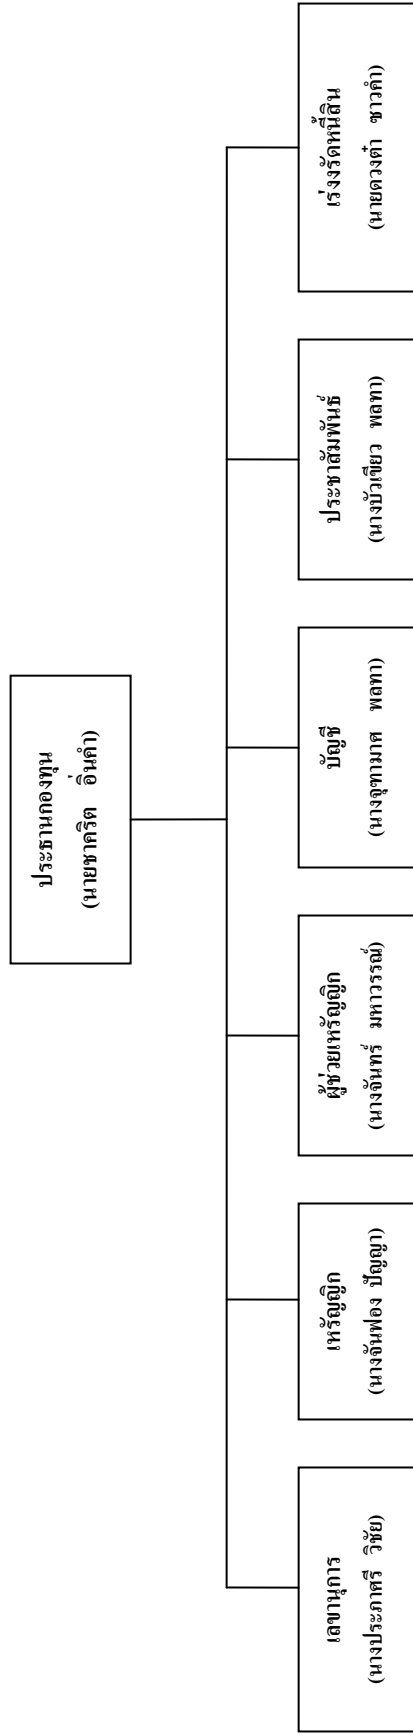 ประธานกองทุน
(นายชาคริต อิ่นคำ)
เลขานุการ
(นางประภาศรี วิชัย)
เหรัญญิก
(นางจันฟอง ปัญญา)
ผู้ช่วยเหรัญญิก
(นางจันทร์ มหาวรรณ์)
บัญชี
(นางจุฑามาศ พลทา)
ประชาสัมพันธ์
(นางบัวเขียว พลทา)
เร่งงรัดหนี้สิน
(นายดวงต๋า ชาวคำ)